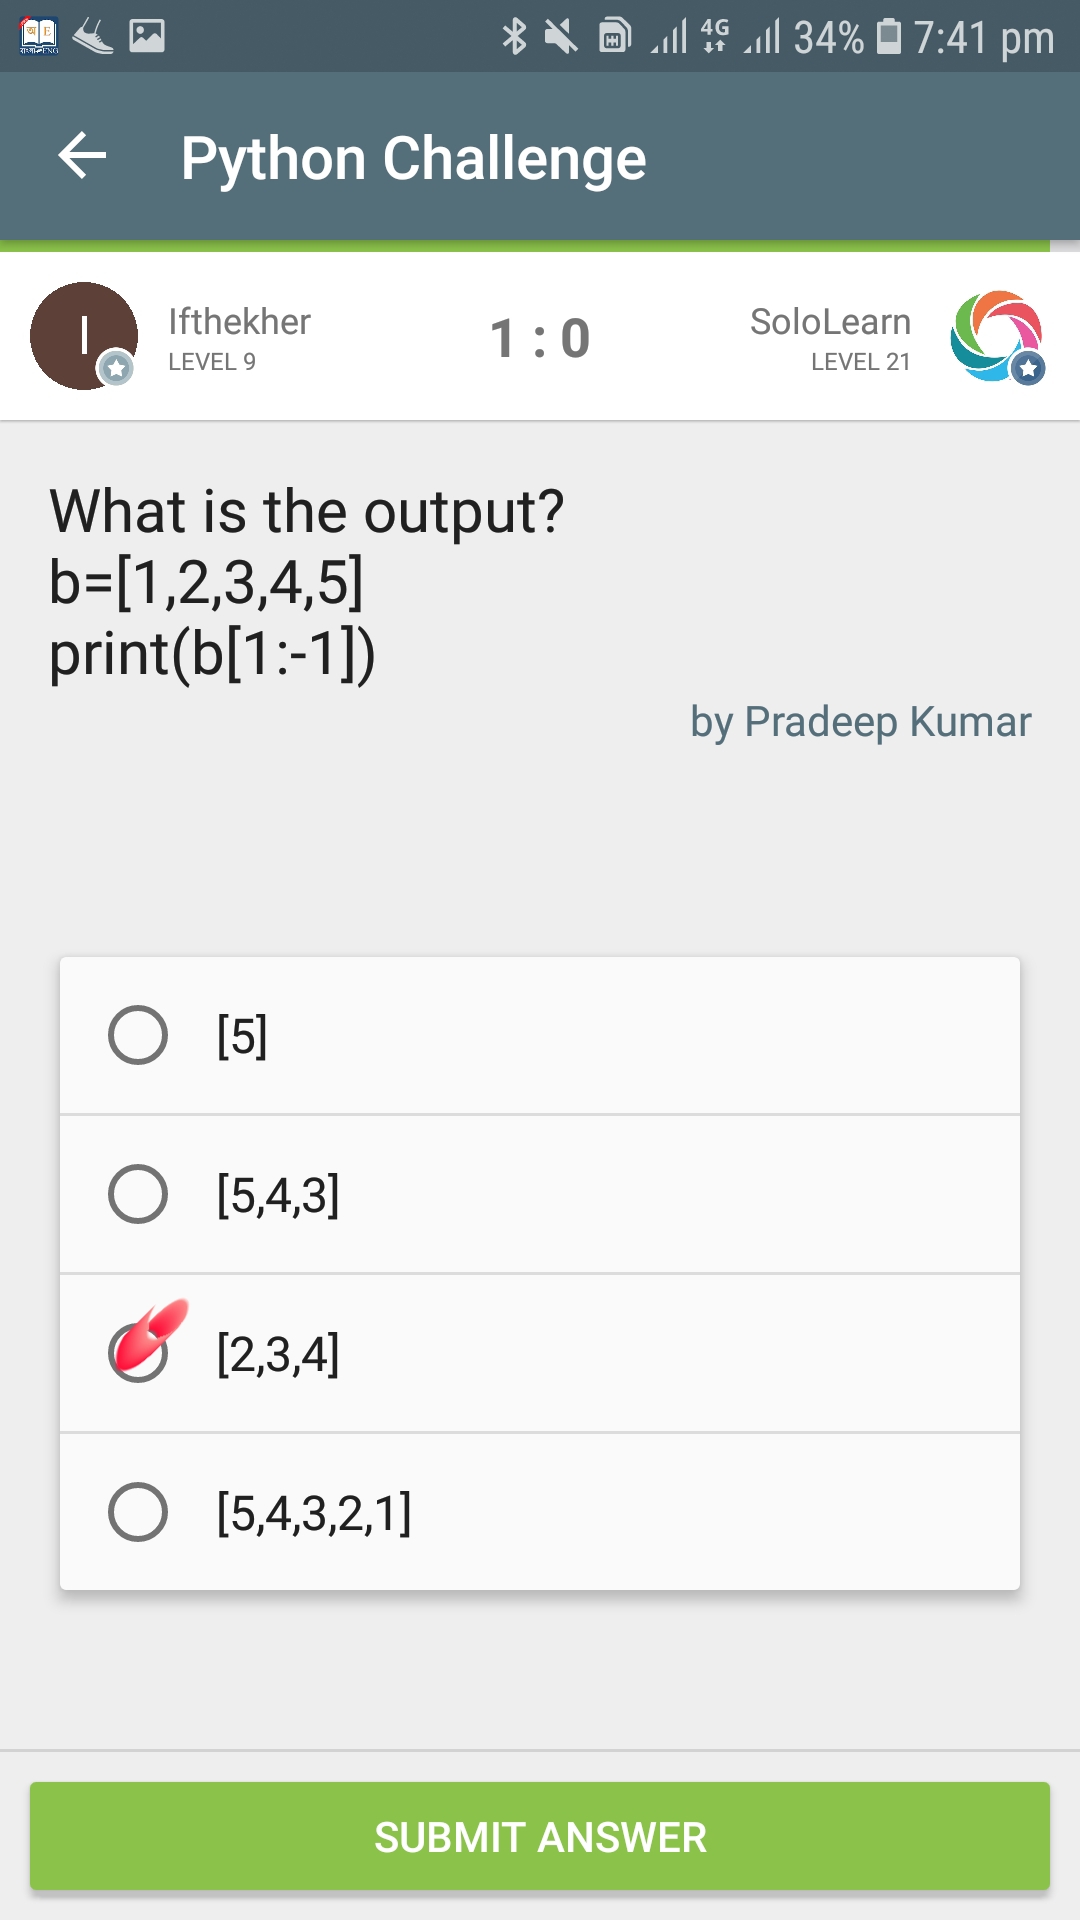 4G 34% 7:41 pm
Python Challenge
I
Ifthekher
LEVEL 9
1 : 0
SoloLearn
LEVEL 21
What is the output?
b=[1,2,3,4,5]
print(b[1:-1])
by Pradeep Kumar
[5]
[5,4,3]
[2,3,4]
[5,4,3,2,1]
SUBMIT ANSWER